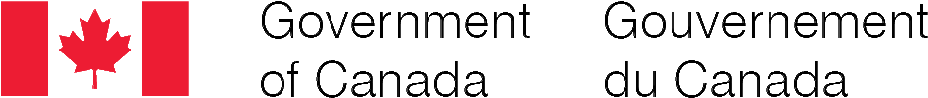 Government
of Canada
Gouvernement
du Canada